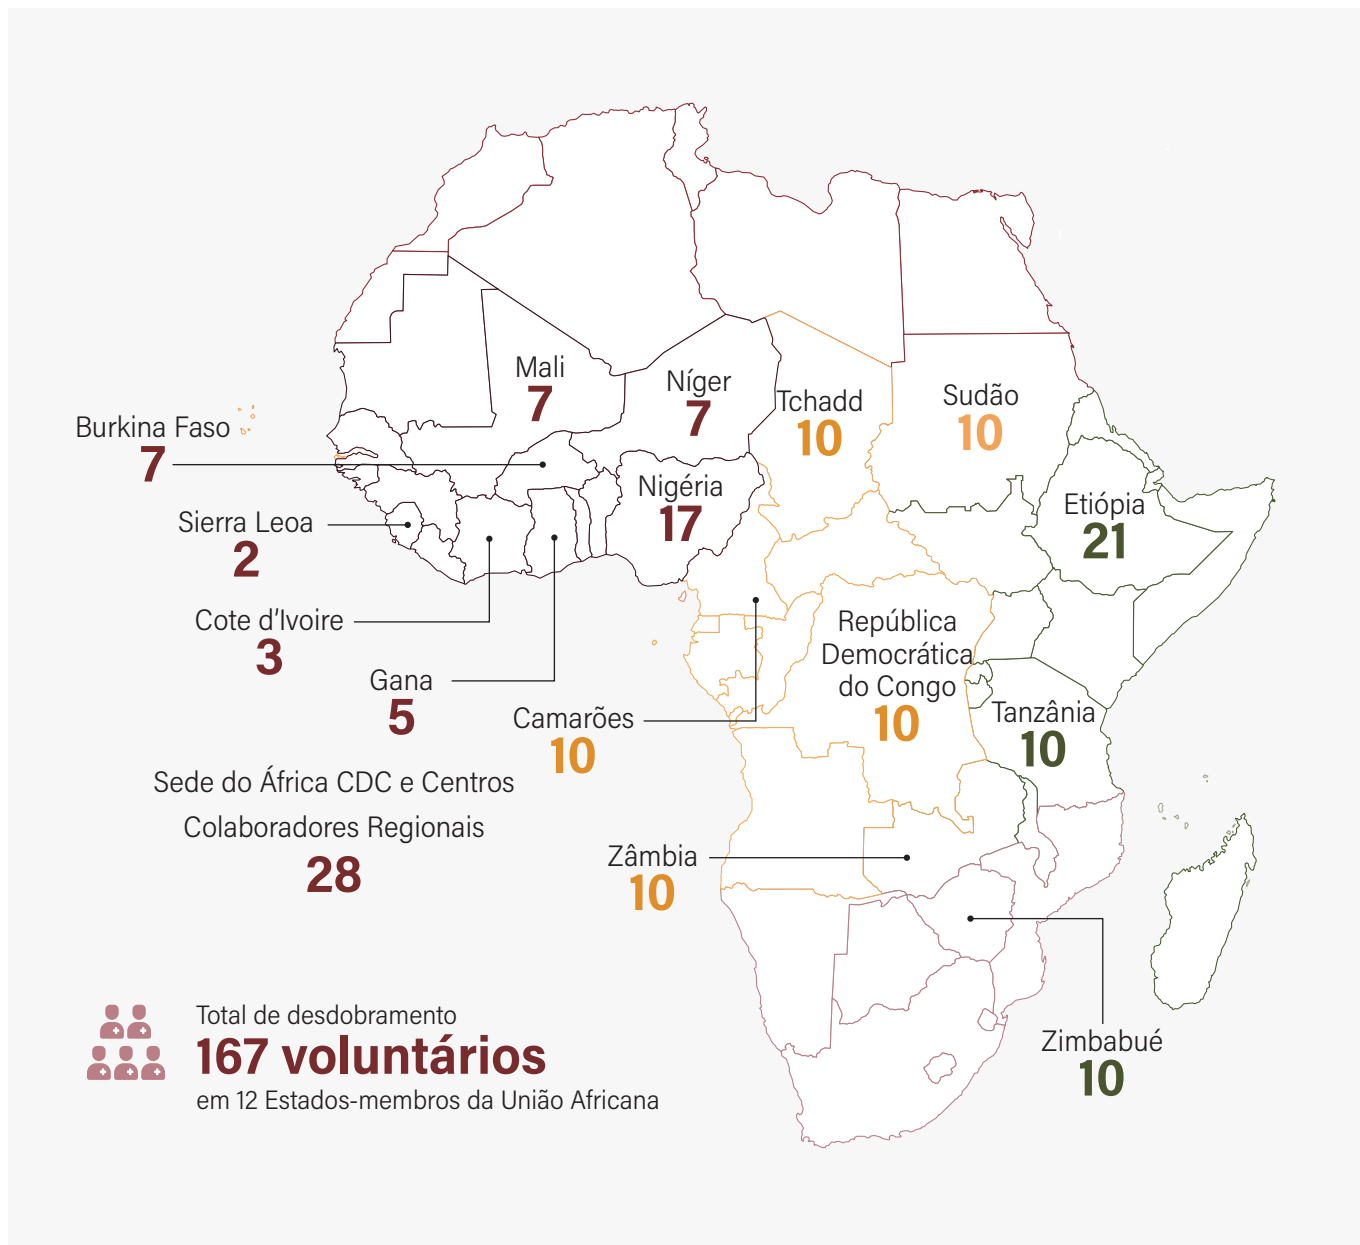 Mali
7
Níger
7
Tchadd
10
Sudão
10
Burkina Faso
7
Nigéria
17
Etiópia
21
Sierra Leoa
2
Cote d'Ivoire
3
República
Democrática
do Congo
10
Gana
5
Camarões
10
Tanzânia
10
Sede do África CDC e Centros
Colaboradores Regionais
28
Zâmbia
10
Zimbabué
10
Total de desdobramento
167 voluntários
em 12 Estados-membros da União Africana